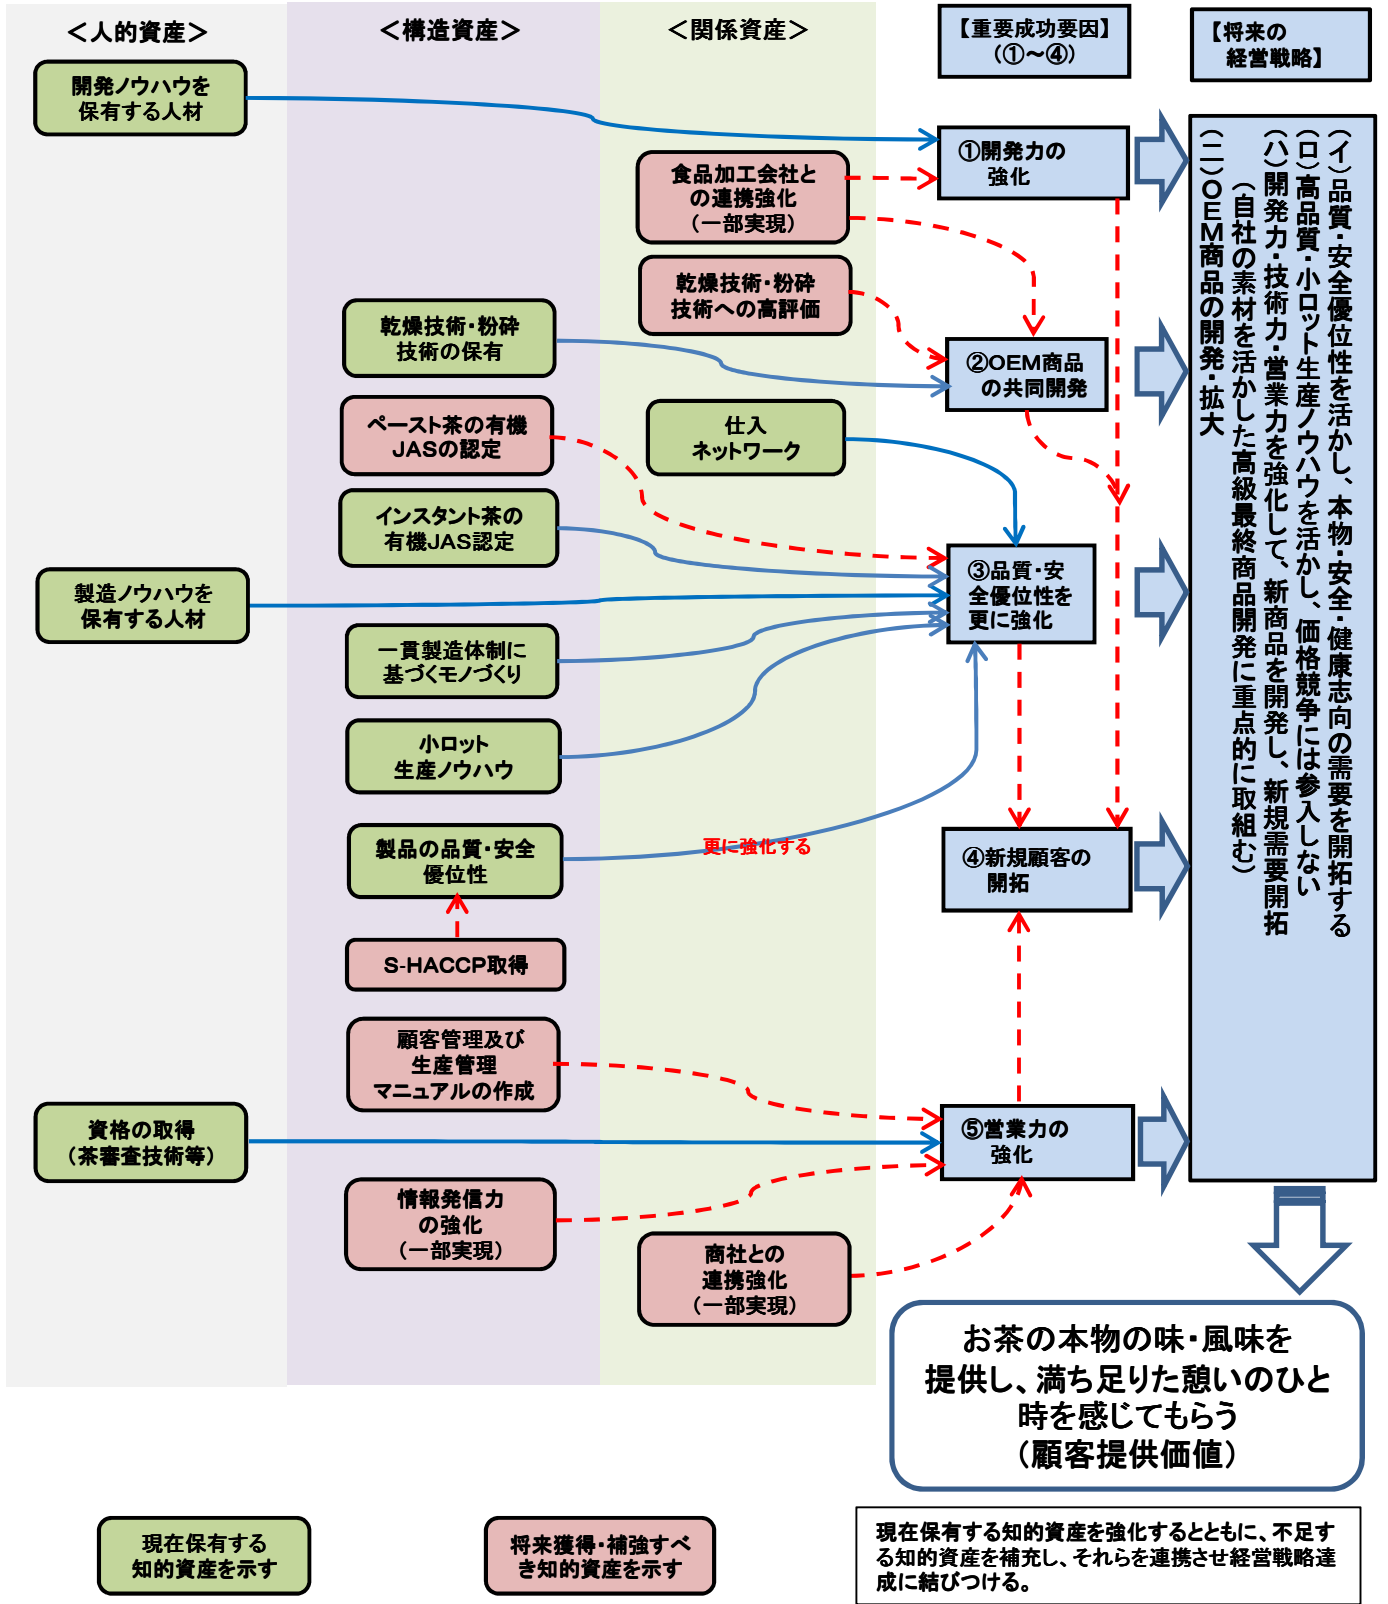 ＜人的資産＞
＜構造資産＞
＜関係資産＞
【重要成功要因】
（①～④）
【将来の
経営戦略】
開発ノウハウを
保有する人材
①開発力の
強化
食品加工会社と
の連携強化
（一部実現）
乾燥技術・粉砕
技術への高評価
乾燥技術・粉砕
技術の保有
②OEM商品
の共同開発
ペースト茶の有機
JASの認定
仕入
ネットワーク
インスタント茶の
有機JAS認定
③品質・安
全優位性を
更に強化
製造ノウハウを
保有する人材
一貫製造体制に
基づくモノづくり
小ロット
生産ノウハウ
製品の品質・安全
優位性
更に強化する
④新規顧客の
開拓
S-HACCP取得
顧客管理及び
生産管理
マニュアルの作成
資格の取得
（茶審査技術等）
⑤営業力の
強化
情報発信力
の強化
（一部実現）
商社との
連携強化
（一部実現）
（イ）品質・安全優位性を活かし、本物・安全・健康志向の需要を開拓する
（ロ）高品質・小ロット生産ノウハウを活かし、価格競争には参入しない
（ハ）開発力・技術力・営業力を強化して、新商品を開発し、新規需要開拓
（自社の素材を活かした高級最終商品開発に重点的に取組む）
（ニ）OEM商品の開発・拡大
お茶の本物の味・風味を
提供し、満ち足りた憩いのひと
時を感じてもらう
（顧客提供価値）
現在保有する
知的資産を示す
将来獲得・補強すべ
き知的資産を示す
現在保有する知的資産を強化するとともに、不足す
る知的資産を補充し、それらを連携させ経営戦略達
成に結びつける。